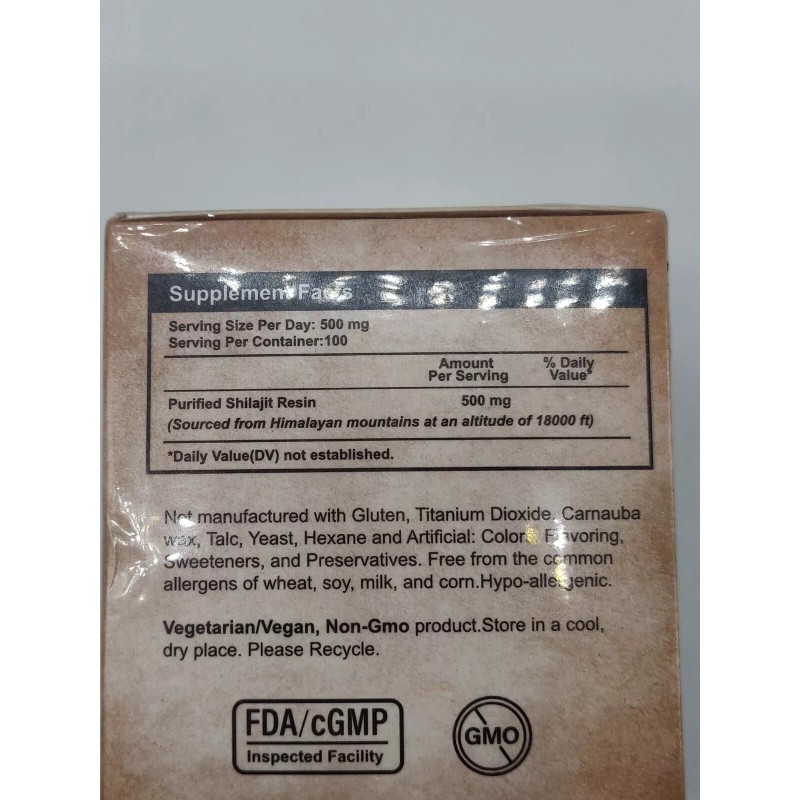 Supplement Facts
Serving Size Per Day: 500 mg
Serving Per Container:100
Amount Per Serving
% Daily Value*
Purified Shilajit Resin 500 mg
(Sourced from Himalayan mountains at an altitude of 18000 ft)
*Daily Value(DV) not established.
Not manufactured with Gluten, Titanium Dioxide, Carnauba
wax, Talc, Yeast, Hexane and Artificial: Colors, Flavoring,
Sweeteners, and Preservatives. Free from the common
allergens of wheat, soy, milk, and corn.Hypo-allergenic.
Vegetarian/Vegan, Non-Gmo product.Store in a cool,
dry place. Please Recycle.
FDA/cGMP
Inspected Facility
GMO